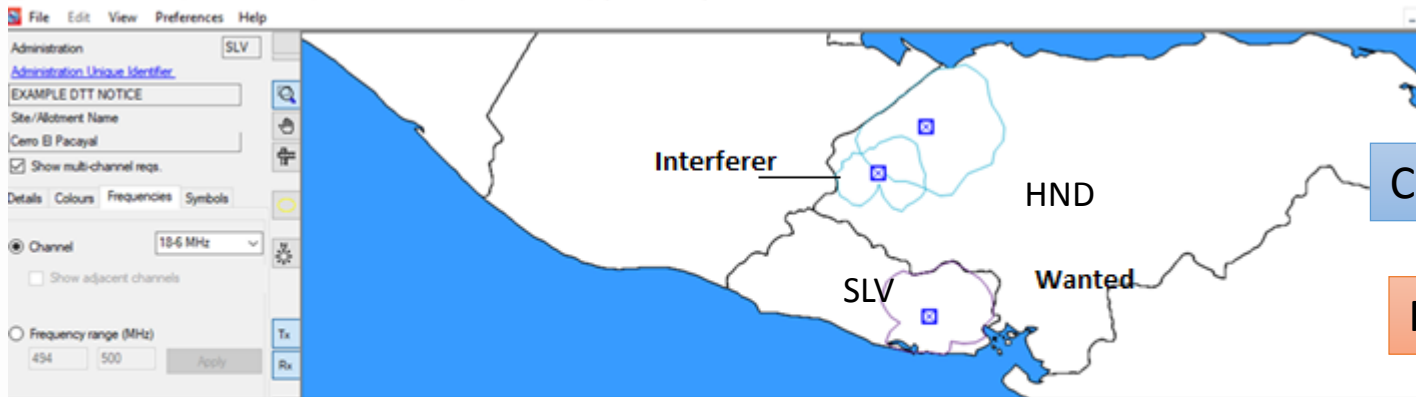 File Edit View Preferences Help
Administration SLV
Administration Unique Identifier
EXAMPLE DTT NOTICE
Site/Allotment Name
Cerro El Pacayal
Show multi-channel reqs.
Details Colours Frequencies Symbols
Channel 18-6 MHz
Show adjacent channels
Frequency range (MHz)
494 500 Apply
Tx
Rx
Interferer
HND
SLV
Wanted
C